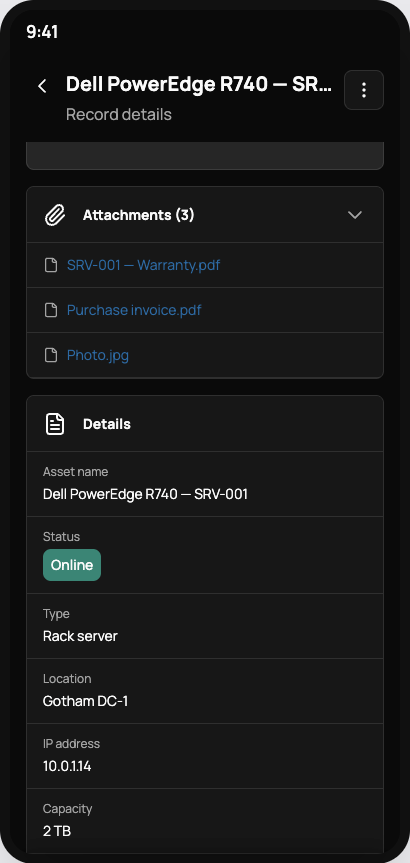 9:41
Dell PowerEdge R740 — SR...
Record details
Attachments (3)
SRV-001 — Warranty.pdf
Purchase invoice.pdf
Photo.jpg
Details
Asset name
Dell PowerEdge R740 — SRV-001
Status
Online
Type
Rack server
Location
Gotham DC-1
IP address
10.0.1.14
Capacity
2 TB